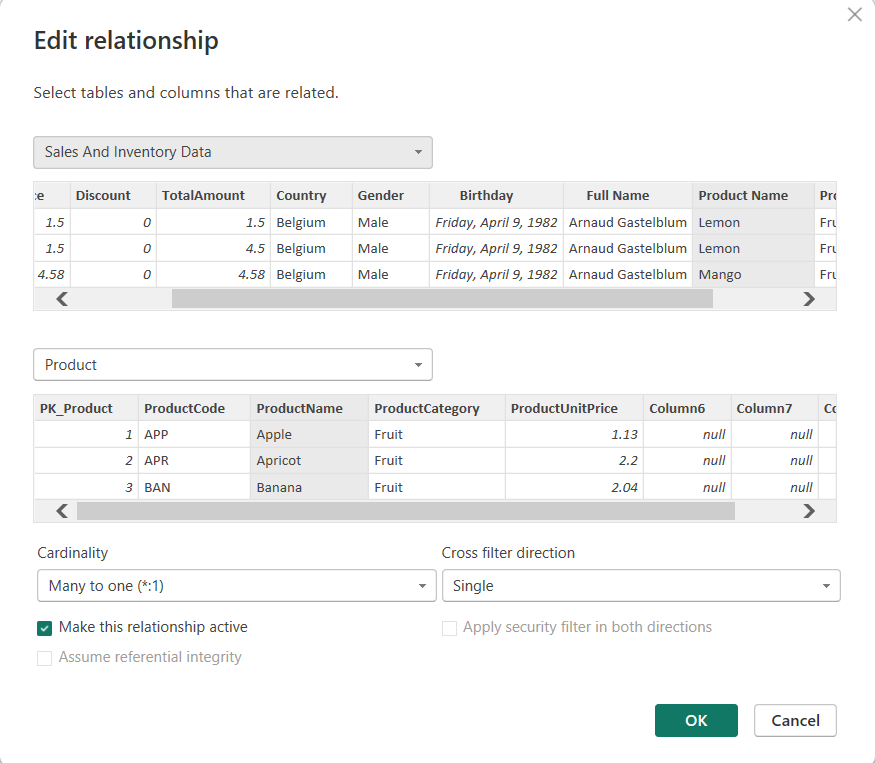 Edit relationship
Select tables and columns that are related.
Sales And Inventory Data
ce Discount TotalAmount Country Gender Birthday Full Name Product Name Pro
1.5 0 1.5 Belgium Male Friday, April 9, 1982 Arnaud Gastelblum Lemon Fru
1.5 0 4.5 Belgium Male Friday, April 9, 1982 Arnaud Gastelblum Lemon Fru
4.58 0 4.58 Belgium Male Friday, April 9, 1982 Arnaud Gastelblum Mango Fru
Product
PK_Product ProductCode ProductName ProductCategory ProductUnitPrice Column6 Column7 Co
1 APP Apple Fruit 1.13 null null
2 APR Apricot Fruit 2.2 null null
3 BAN Banana Fruit 2.04 null null
Cardinality Cross filter direction
Many to one (*:1) Single
Make this relationship active Apply security filter in both directions
Assume referential integrity
OK Cancel